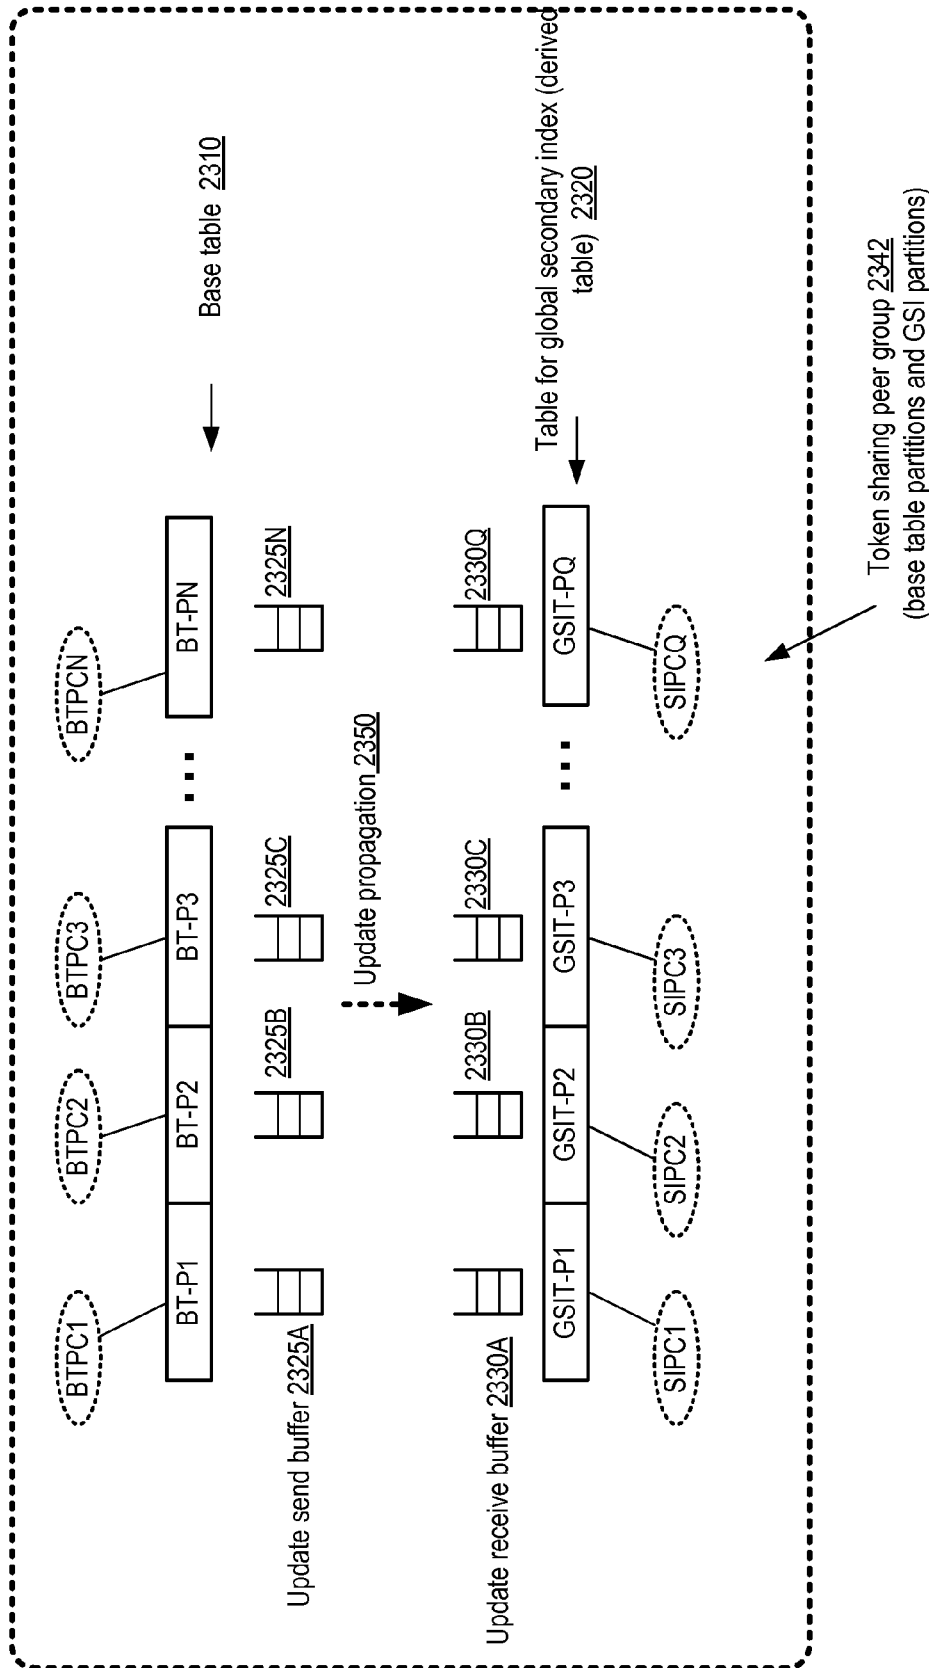 BTPC1
BTPC2
BTPC3
BTPCN
BT-P1
BT-P2
BT-P3
...
BT-PN
Base table 2310
Update send buffer 2325A
2325B
2325C
2325N
Update propagation 2350
Update receive buffer 2330A
2330B
2330C
2330Q
GSIT-P1
GSIT-P2
GSIT-P3
...
GSIT-PQ
Table for global secondary index (derived
table) 2320
SIPC1
SIPC2
SIPC3
SIPCQ
Token sharing peer group 2342
(base table partitions and GSI partitions)